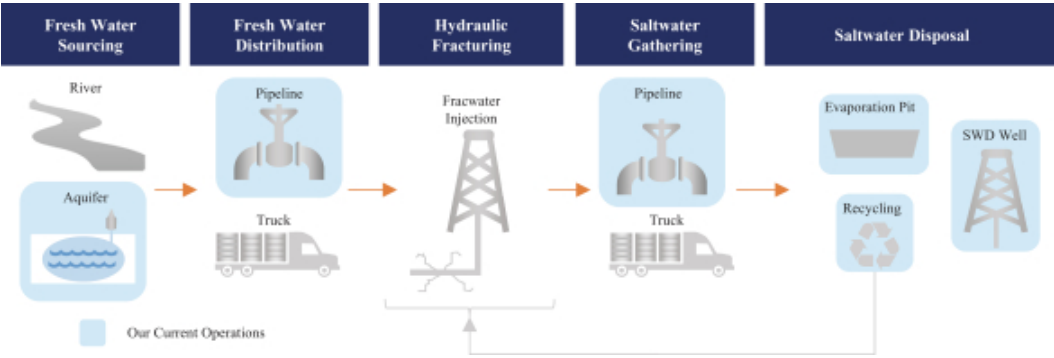 Fresh Water
Sourcing
Fresh Water
Distribution
Hydraulic
Fracturing
Saltwater
Gathering
Saltwater Disposal
River
Aquifer
Pipeline
Truck
Fracwater
Injection
Pipeline
Truck
Evaporation Pit
SWD Well
Recycling
Our Current Operations